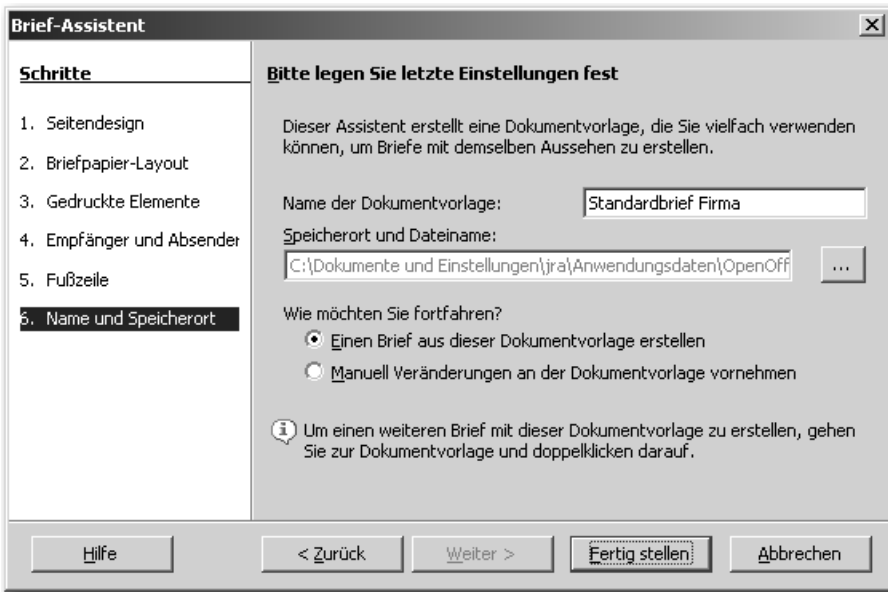 Brief-Assistent
Schritte
1. Seitendesign
2. Briefpapier-Layout
3. Gedruckte Elemente
4. Empfänger und Absender
5. Fußzeile
6. Name und Speicherort
Bitte legen Sie letzte Einstellungen fest
Dieser Assistent erstellt eine Dokumentvorlage, die Sie vielfach verwenden
können, um Briefe mit demselben Aussehen zu erstellen.
Name der Dokumentvorlage: Standardbrief Firma
Speicherort und Dateiname:
C:\Dokumente und Einstellungen\jra\Anwendungsdaten\OpenOff ...
Wie möchten Sie fortfahren?
Einen Brief aus dieser Dokumentvorlage erstellen
Manuell Veränderungen an der Dokumentvorlage vornehmen
Um einen weiteren Brief mit dieser Dokumentvorlage zu erstellen, gehen
Sie zur Dokumentvorlage und doppelklicken darauf.
Hilfe < Zurück Weiter > Fertig stellen Abbrechen